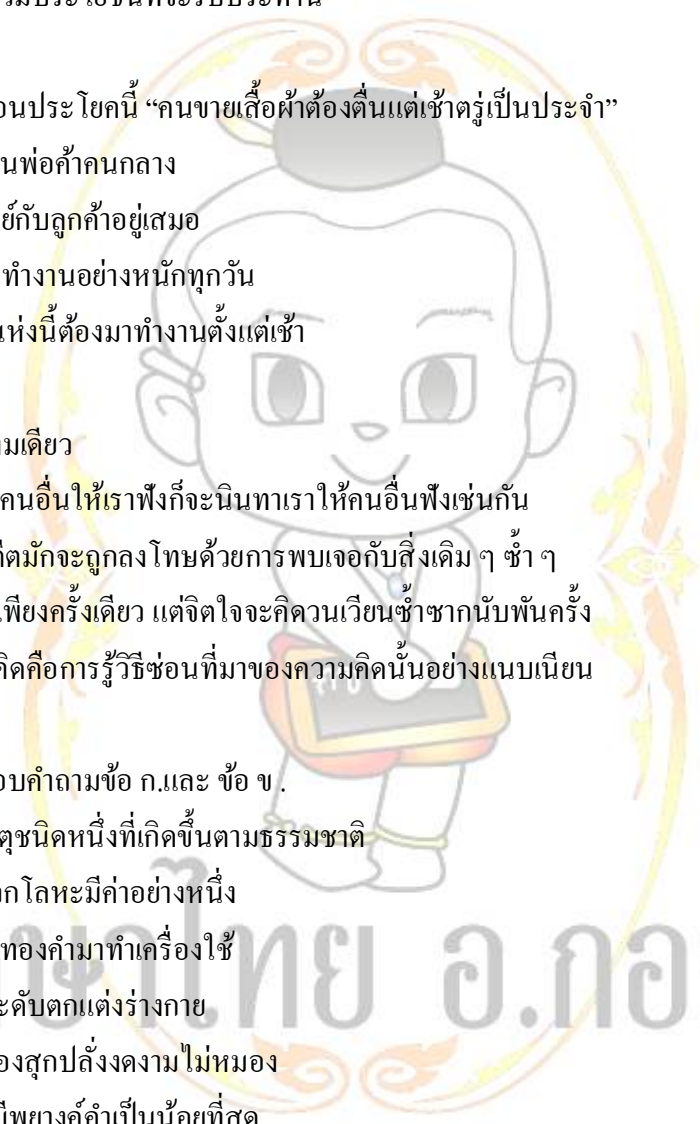 อนประโยคนี้ “คนขายเสื้อผ้าต้องตื่นแต่เช้าตรู่เป็นประจำ”
นพ่อค้าคนกลาง
ย์กับลูกค้าอยู่เสมอ
ทำงานอย่างหนักทุกวัน
แห่งนี้ต้องมาทำงานตั้งแต่เช้า
มเดียว
คนอื่นให้เราฟังก็จะนินทาเราให้คนอื่นฟังเช่นกัน
ีตมักจะถูกลงโทษด้วยการพบเจอกับสิ่งเดิม ๆ ซ้ำ ๆ
เพียงครั้งเดียว แต่จิตใจจะคิดวนเวียนซ้ำซากนับพันครั้ง
คิดคือการรู้วิธีซ่อนที่มาของความคิดนั้นอย่างแนบเนียน
อบคำถามข้อ ก.และ ข้อ ข .
ตุชนิดหนึ่งที่เกิดขึ้นตามธรรมชาติ
วกโลหะมีค่าอย่างหนึ่ง
ทองคำมาทำเครื่องใช้
ะดับตกแต่งร่างกาย
องสุกปลั่งงดงามไม่หมอง
มีพยางค์คำเป็นน้อยที่สุด
ษาไทย อ.กอ